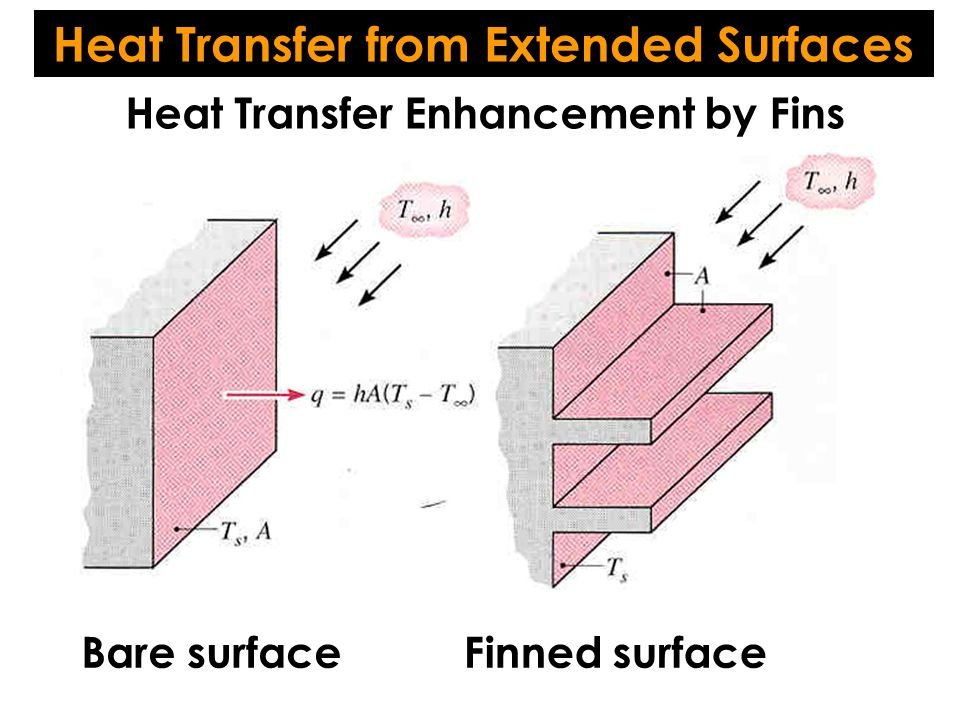 Heat Transfer from Extended Surfaces
Heat Transfer Enhancement by Fins
T∞, h
q = hA(Ts – T∞)
Ts, A
T∞, h
A
Ts
Bare surface
Finned surface